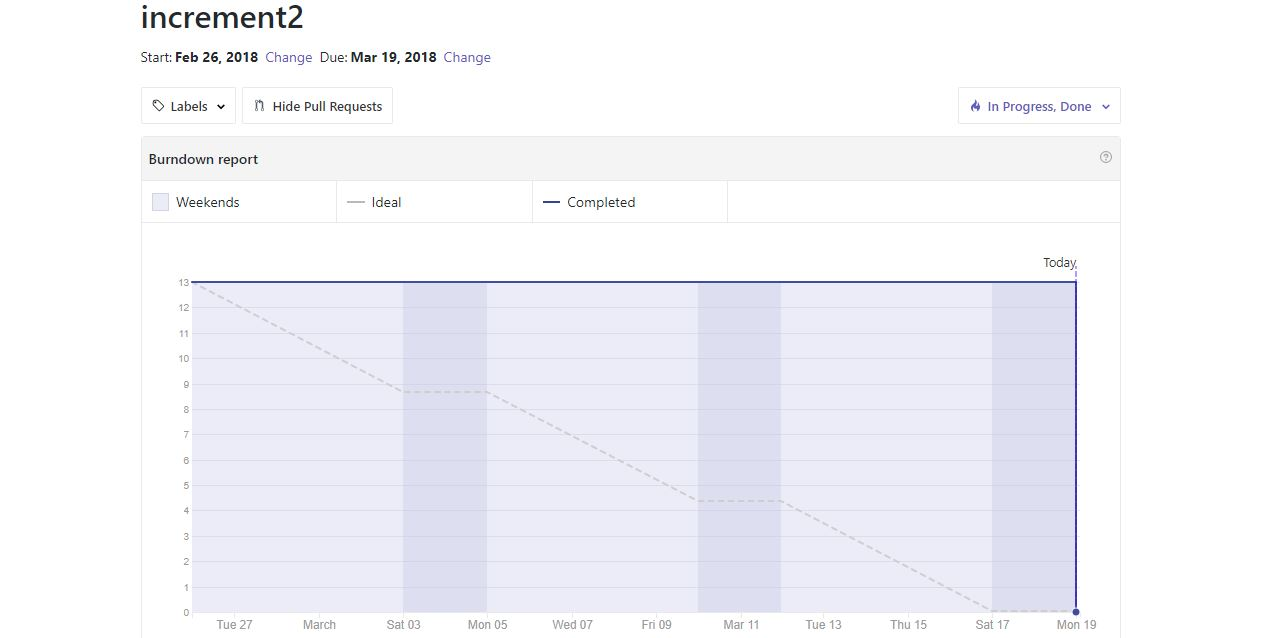 increment2
Start: Feb 26, 2018 Change Due: Mar 19, 2018 Change
Labels Hide Pull Requests In Progress, Done
Burndown report
Weekends Ideal Completed
Today
13
12
11
10
9
8
7
6
5
4
3
2
1
0
Tue 27 March Sat 03 Mon 05 Wed 07 Fri 09 Mar 11 Tue 13 Thu 15 Sat 17 Mon 19